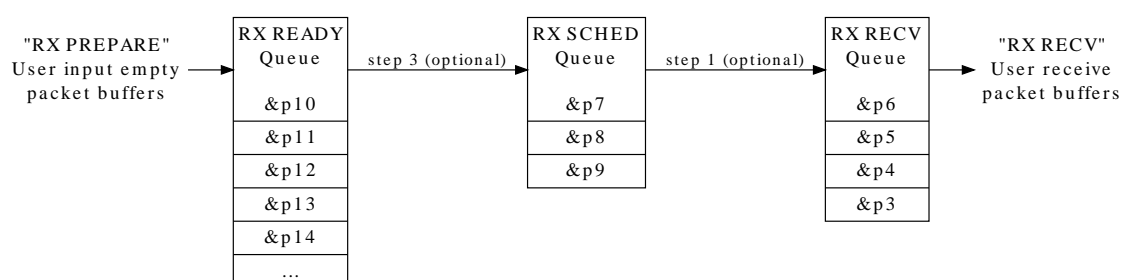 "RX PREPARE"
User input empty
packet buffers
RX READY
Queue
&p10
&p11
&p12
&p13
&p14
...
step 3 (optional)
RX SCHED
Queue
&p7
&p8
&p9
step 1 (optional)
RX RECV
Queue
&p6
&p5
&p4
&p3
"RX RECV"
User receive
packet buffers